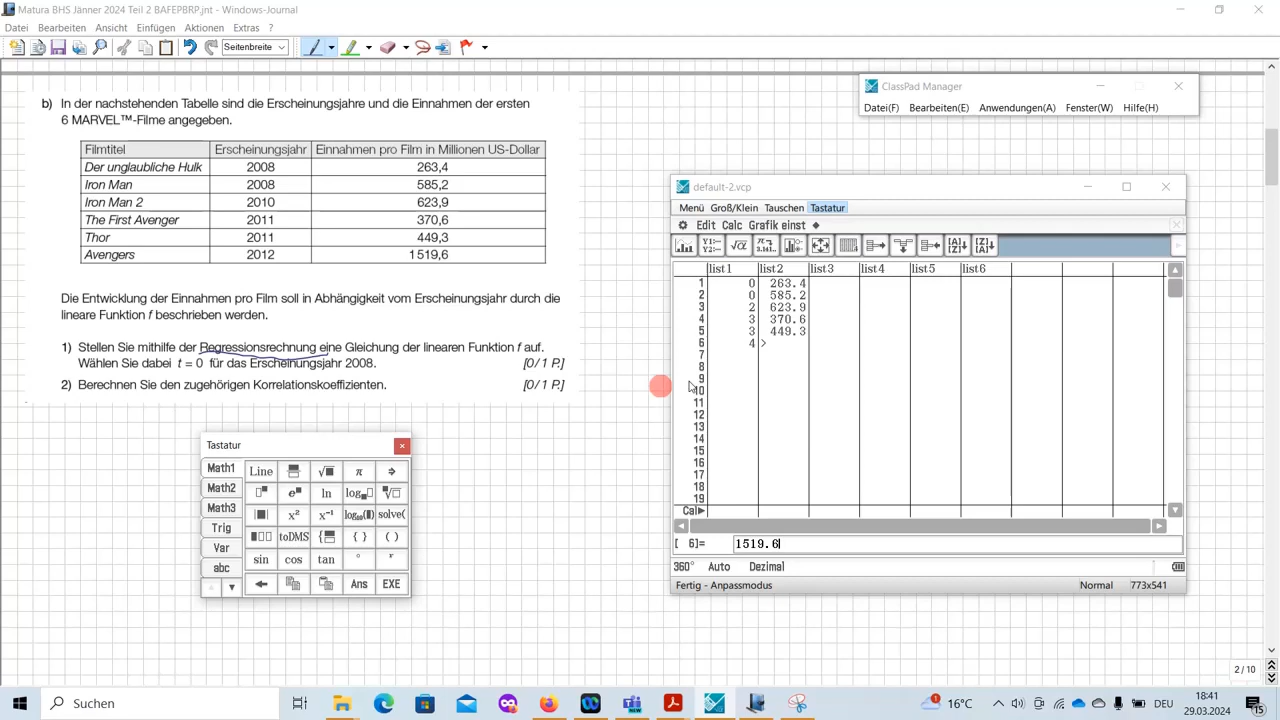 Matura BHS Jänner 2024 Teil 2 BAFEPBRP.jnt - Windows-Journal
Datei Bearbeiten Ansicht Einfügen Aktionen Extras
Seitenbreite
b) In der nachstehenden Tabelle sind die Erscheinungsjahre und die Einnahmen der ersten
6 MARVEL™-Filme angegeben.
Filmtitel Erscheinungsjahr Einnahmen pro Film in Millionen US-Dollar
Der unglaubliche Hulk 2008 263,4
Iron Man 2008 585,2
Iron Man 2 2010 623,9
The First Avenger 2011 370,6
Thor 2011 449,3
Avengers 2012 1 519,6
Die Entwicklung der Einnahmen pro Film soll in Abhängigkeit vom Erscheinungsjahr durch die
lineare Funktion f beschrieben werden.
1) Stellen Sie mithilfe der Regressionsrechnung eine Gleichung der linearen Funktion f auf.
Wählen Sie dabei t = 0 für das Erscheinungsjahr 2008. [0/1 P.]
2) Berechnen Sie den zugehörigen Korrelationskoeffizienten. [0/1 P.]
Tastatur
Math1 Line π
Math2 ln log
Math3 x² x⁻¹ log₁₀ solve(
Trig toDMS { } ( )
Var sin cos tan ° r
abc
Ans EXE
ClassPad Manager
Datei(F) Bearbeiten(E) Anwendungen(A) Fenster(W) Hilfe(H)
default-2.vcp
Menü Groß/Klein Tauschen Tastatur
Edit Calc Grafik einst
list1 list2 list3 list4 list5 list6
1 0 263.4
2 0 585.2
3 2 623.9
4 3 370.6
5 3 449.3
6 4 >
7
8
9
10
11
12
13
14
15
16
17
18
19
Cal
[ 6]= 1519.6
360° Auto Dezimal
Fertig - Anpassmodus Normal 773x541
2 / 10
Suchen
16°C
DEU
18:41
29.03.2024
15